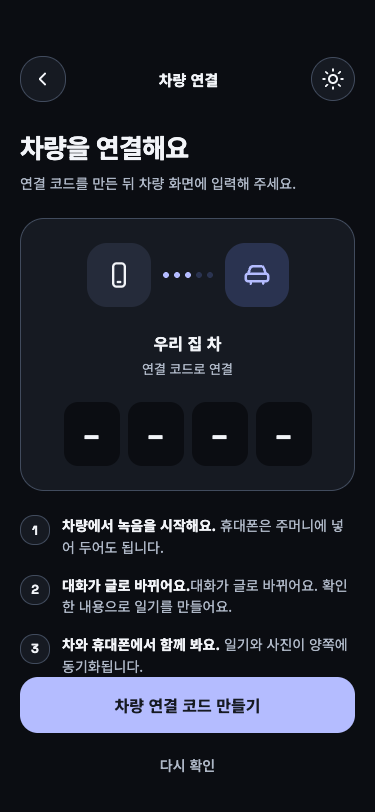 차량 연결
차량을 연결해요
연결 코드를 만든 뒤 차량 화면에 입력해 주세요.
우리 집 차
연결 코드로 연결
– – – –
1 차량에서 녹음을 시작해요. 휴대폰은 주머니에 넣
어 두어도 됩니다.
2 대화가 글로 바뀌어요.대화가 글로 바뀌어요. 확인
한 내용으로 일기를 만들어요.
3 차와 휴대폰에서 함께 봐요. 일기와 사진이 양쪽에
동기화됩니다.
차량 연결 코드 만들기
다시 확인